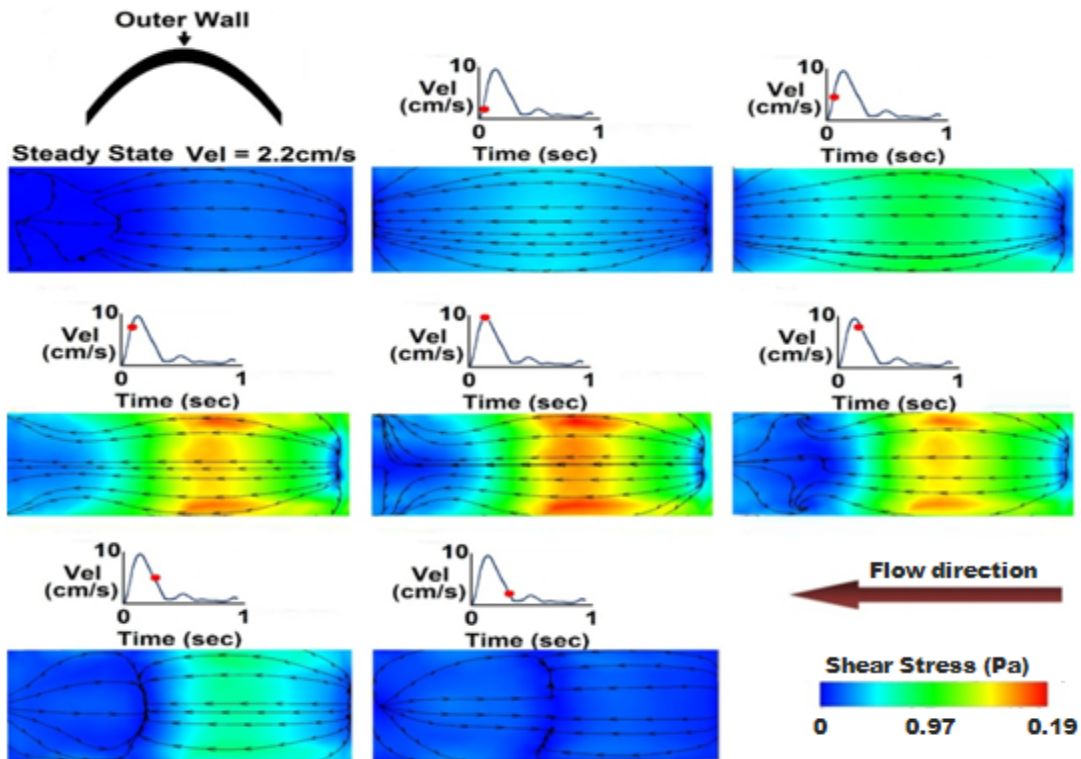 Outer Wall
Steady State Vel = 2.2cm/s
10
Vel
(cm/s)
0 1
Time (sec)
10
Vel
(cm/s)
0 1
Time (sec)
10
Vel
(cm/s)
0 1
Time (sec)
10
Vel
(cm/s)
0 1
Time (sec)
10
Vel
(cm/s)
0 1
Time (sec)
10
Vel
(cm/s)
0 1
Time (sec)
10
Vel
(cm/s)
0 1
Time (sec)
Flow direction
Shear Stress (Pa)
0 0.97 0.19